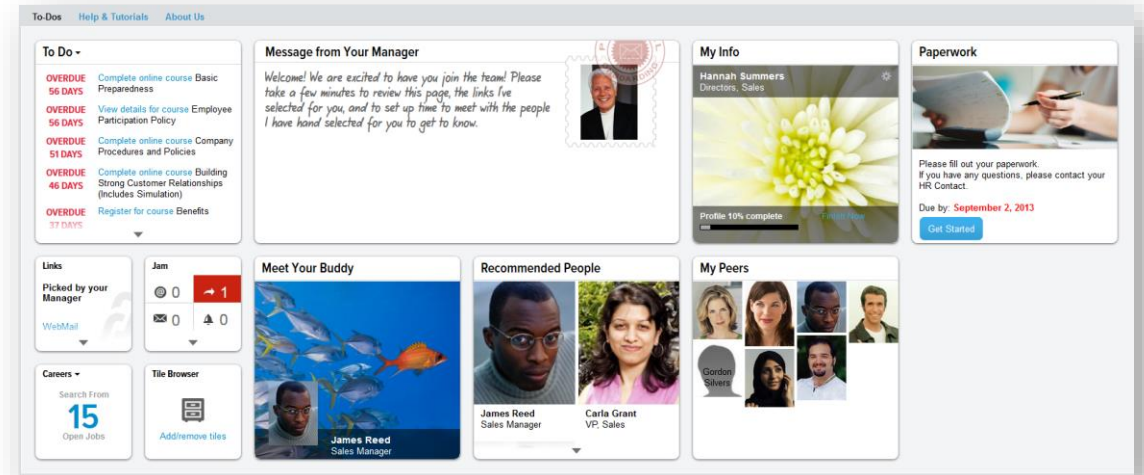 To-Dos Help & Tutorials About Us
To Do
OVERDUE 56 DAYS Complete online course Basic Preparedness
OVERDUE 56 DAYS View details for course Employee Participation Policy
OVERDUE 51 DAYS Complete online course Company Procedures and Policies
OVERDUE 46 DAYS Complete online course Building Strong Customer Relationships (Includes Simulation)
OVERDUE 37 DAYS Register for course Benefits
Message from Your Manager
Welcome! We are excited to have you join the team! Please
take a few minutes to review this page, the links I've
selected for you, and to set up time to meet with the people
I have hand selected for you to get to know.
My Info
Hannah Summers
Directors, Sales
Profile 10% complete
Paperwork
Please fill out your paperwork.
If you have any questions, please contact your
HR Contact.
Due by: September 2, 2013
Get Started
Links
Picked by your
Manager
WebMail
Jam
0 1
0 0
Meet Your Buddy
James Reed
Sales Manager
Recommended People
James Reed
Sales Manager
Carla Grant
VP, Sales
My Peers
Gordon
Silvers
Careers
Search From
15
Open Jobs
Tile Browser
Add/remove tiles